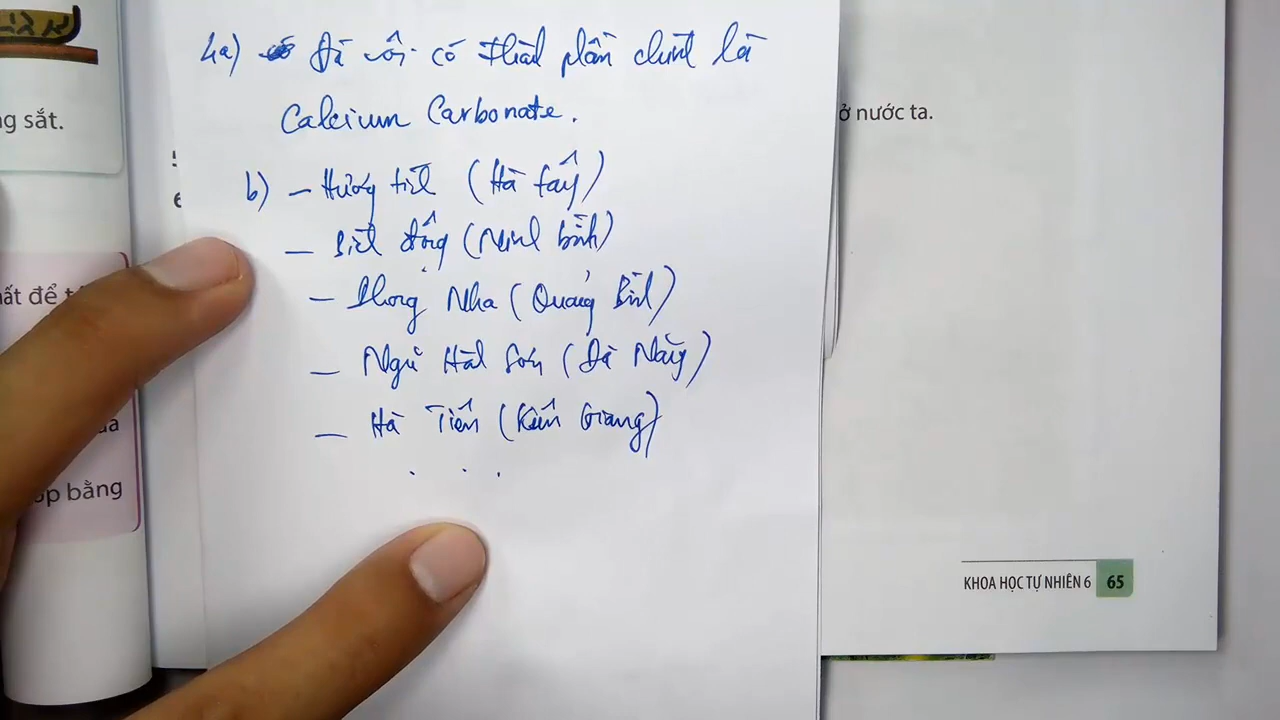 4a) Đá vôi có thành phần chính là
Calcium Carbonate.
b) – Hương tích (Hà tây)
– Bích động (Ninh bình)
– Phong Nha (Quảng Bình)
– Ngũ Hành Sơn (Đà Nẵng)
– Hà Tiên (Kiên Giang)
. . .
ng sắt.
ất để t
ợp bằng
ở nước ta.
KHOA HỌC TỰ NHIÊN 6 65